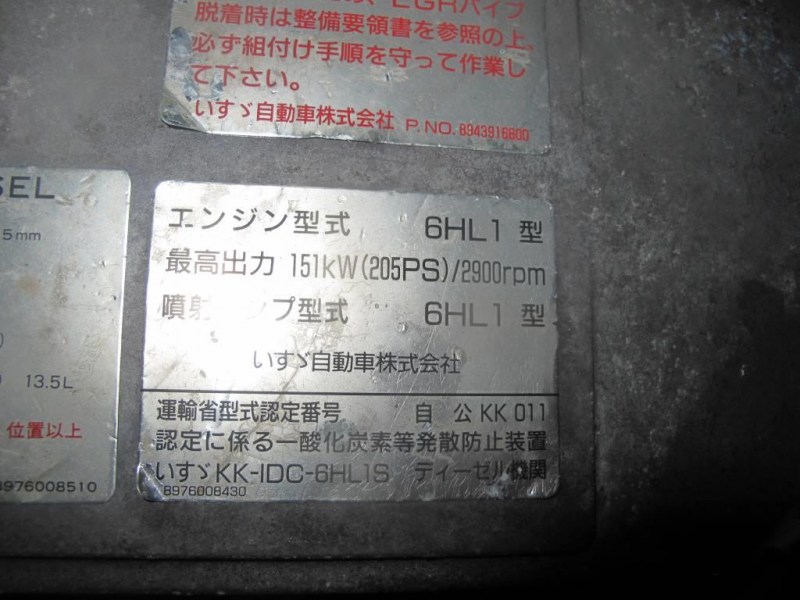 EGRパイプ
脱着時は整備要領書を参照の上、
必ず組付け手順を守って作業し
て下さい。
いすゞ自動車株式会社 P.NO. 8943916800
SEL
5mm
13.5L
位置以上
8976008510
エンジン型式 6HL1 型
最高出力 151kW(205PS)/2900rpm
噴射 プ型式 6HL1 型
いすゞ自動車株式会社
運輸省型式認定番号 自 公 KK 011
認定に係る一酸化炭素等発散防止装置
いすゞKK-IDC-6HL1S ディーゼル機関
8976008430